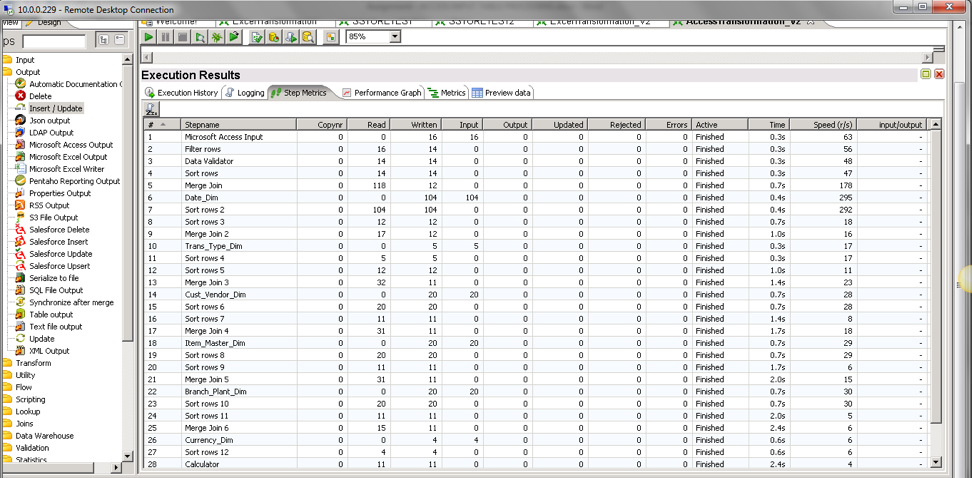 10.0.0.229 - Remote Desktop Connection
View Design Welcome! ExcelTransformation SSTORETEST SSTORETEST2 ExcelTransformation_V2 AccessTransformation_V2
ps 85%
Execution Results
Execution History Logging Step Metrics Performance Graph Metrics Preview data
Input
Output
Automatic Documentation O
Delete
Insert / Update
Json output
LDAP Output
Microsoft Access Output
Microsoft Excel Output
Microsoft Excel Writer
Pentaho Reporting Output
Properties Output
RSS Output
S3 File Output
Salesforce Delete
Salesforce Insert
Salesforce Update
Salesforce Upsert
Serialize to file
SQL File Output
Synchronize after merge
Table output
Text file output
Update
XML Output
Transform
Utility
Flow
Scripting
Lookup
Joins
Data Warehouse
Validation
Statistics
# Stepname Copynr Read Written Input Output Updated Rejected Errors Active Time Speed (r/s) input/output
1 Microsoft Access Input 0 0 16 16 0 0 0 0 Finished 0.3s 63 -
2 Filter rows 0 16 14 0 0 0 0 0 Finished 0.3s 56 -
3 Data Validator 0 14 14 0 0 0 0 0 Finished 0.3s 48 -
4 Sort rows 0 14 14 0 0 0 0 0 Finished 0.3s 47 -
5 Merge Join 0 118 12 0 0 0 0 0 Finished 0.7s 178 -
6 Date_Dim 0 0 104 104 0 0 0 0 Finished 0.4s 295 -
7 Sort rows 2 0 104 104 0 0 0 0 0 Finished 0.4s 292 -
8 Sort rows 3 0 12 12 0 0 0 0 0 Finished 0.7s 18 -
9 Merge Join 2 0 17 12 0 0 0 0 0 Finished 1.0s 16 -
10 Trans_Type_Dim 0 0 5 5 0 0 0 0 Finished 0.3s 17 -
11 Sort rows 4 0 5 5 0 0 0 0 0 Finished 0.3s 17 -
12 Sort rows 5 0 12 12 0 0 0 0 0 Finished 1.0s 11 -
13 Merge Join 3 0 32 11 0 0 0 0 0 Finished 1.4s 23 -
14 Cust_Vendor_Dim 0 0 20 20 0 0 0 0 Finished 0.7s 28 -
15 Sort rows 6 0 20 20 0 0 0 0 0 Finished 0.7s 28 -
16 Sort rows 7 0 11 11 0 0 0 0 0 Finished 1.4s 8 -
17 Merge Join 4 0 31 11 0 0 0 0 0 Finished 1.7s 18 -
18 Item_Master_Dim 0 0 20 20 0 0 0 0 Finished 0.7s 29 -
19 Sort rows 8 0 20 20 0 0 0 0 0 Finished 0.7s 29 -
20 Sort rows 9 0 11 11 0 0 0 0 0 Finished 1.7s 6 -
21 Merge Join 5 0 31 11 0 0 0 0 0 Finished 2.0s 15 -
22 Branch_Plant_Dim 0 0 20 20 0 0 0 0 Finished 0.7s 30 -
23 Sort rows 10 0 20 20 0 0 0 0 0 Finished 0.7s 30 -
24 Sort rows 11 0 11 11 0 0 0 0 0 Finished 2.0s 5 -
25 Merge Join 6 0 15 11 0 0 0 0 0 Finished 2.4s 6 -
26 Currency_Dim 0 0 4 4 0 0 0 0 Finished 0.6s 6 -
27 Sort rows 12 0 4 4 0 0 0 0 0 Finished 0.6s 6 -
28 Calculator 0 11 11 0 0 0 0 0 Finished 2.4s 4 -